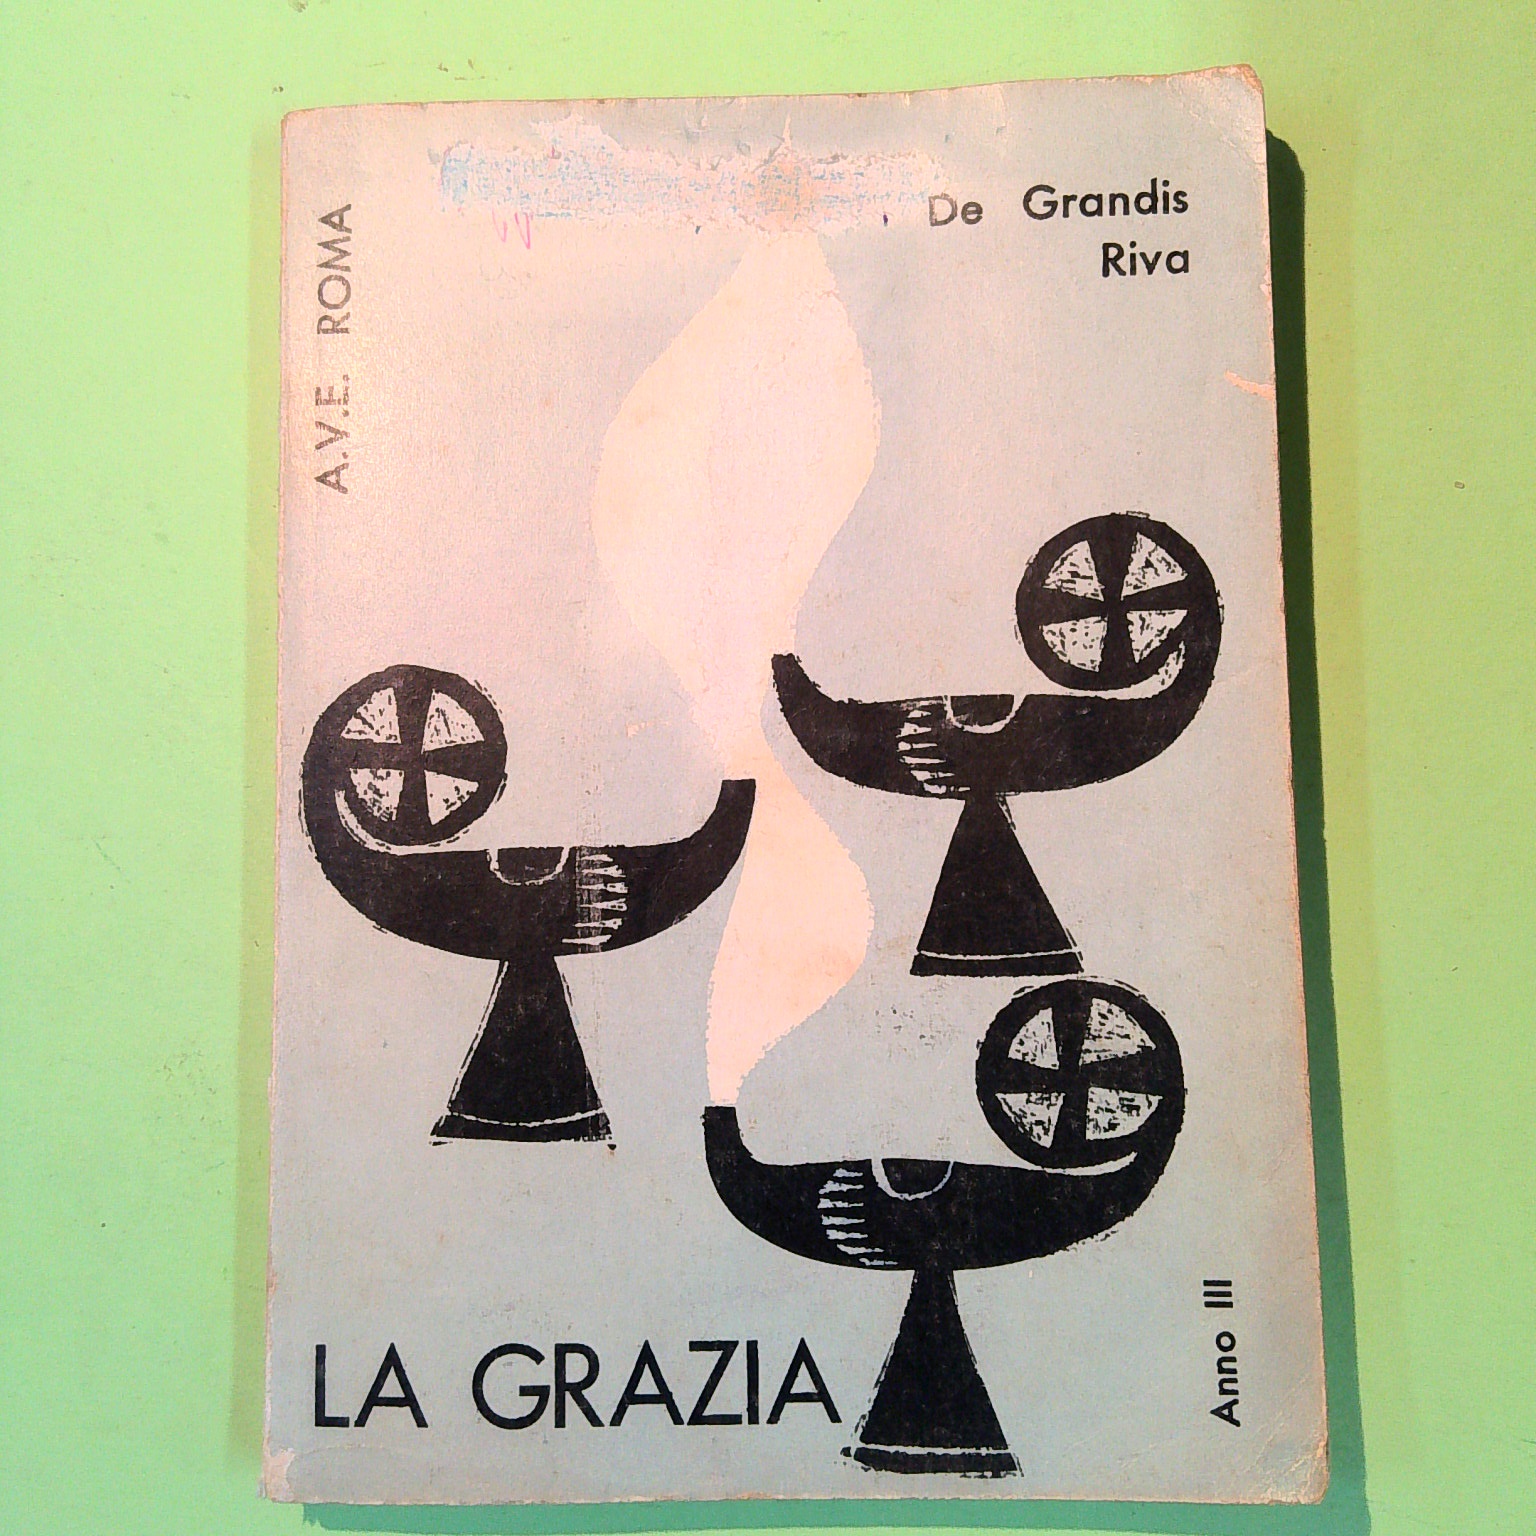 De Grandis
Riva
A.V.E. ROMA
LA GRAZIA
Anno III